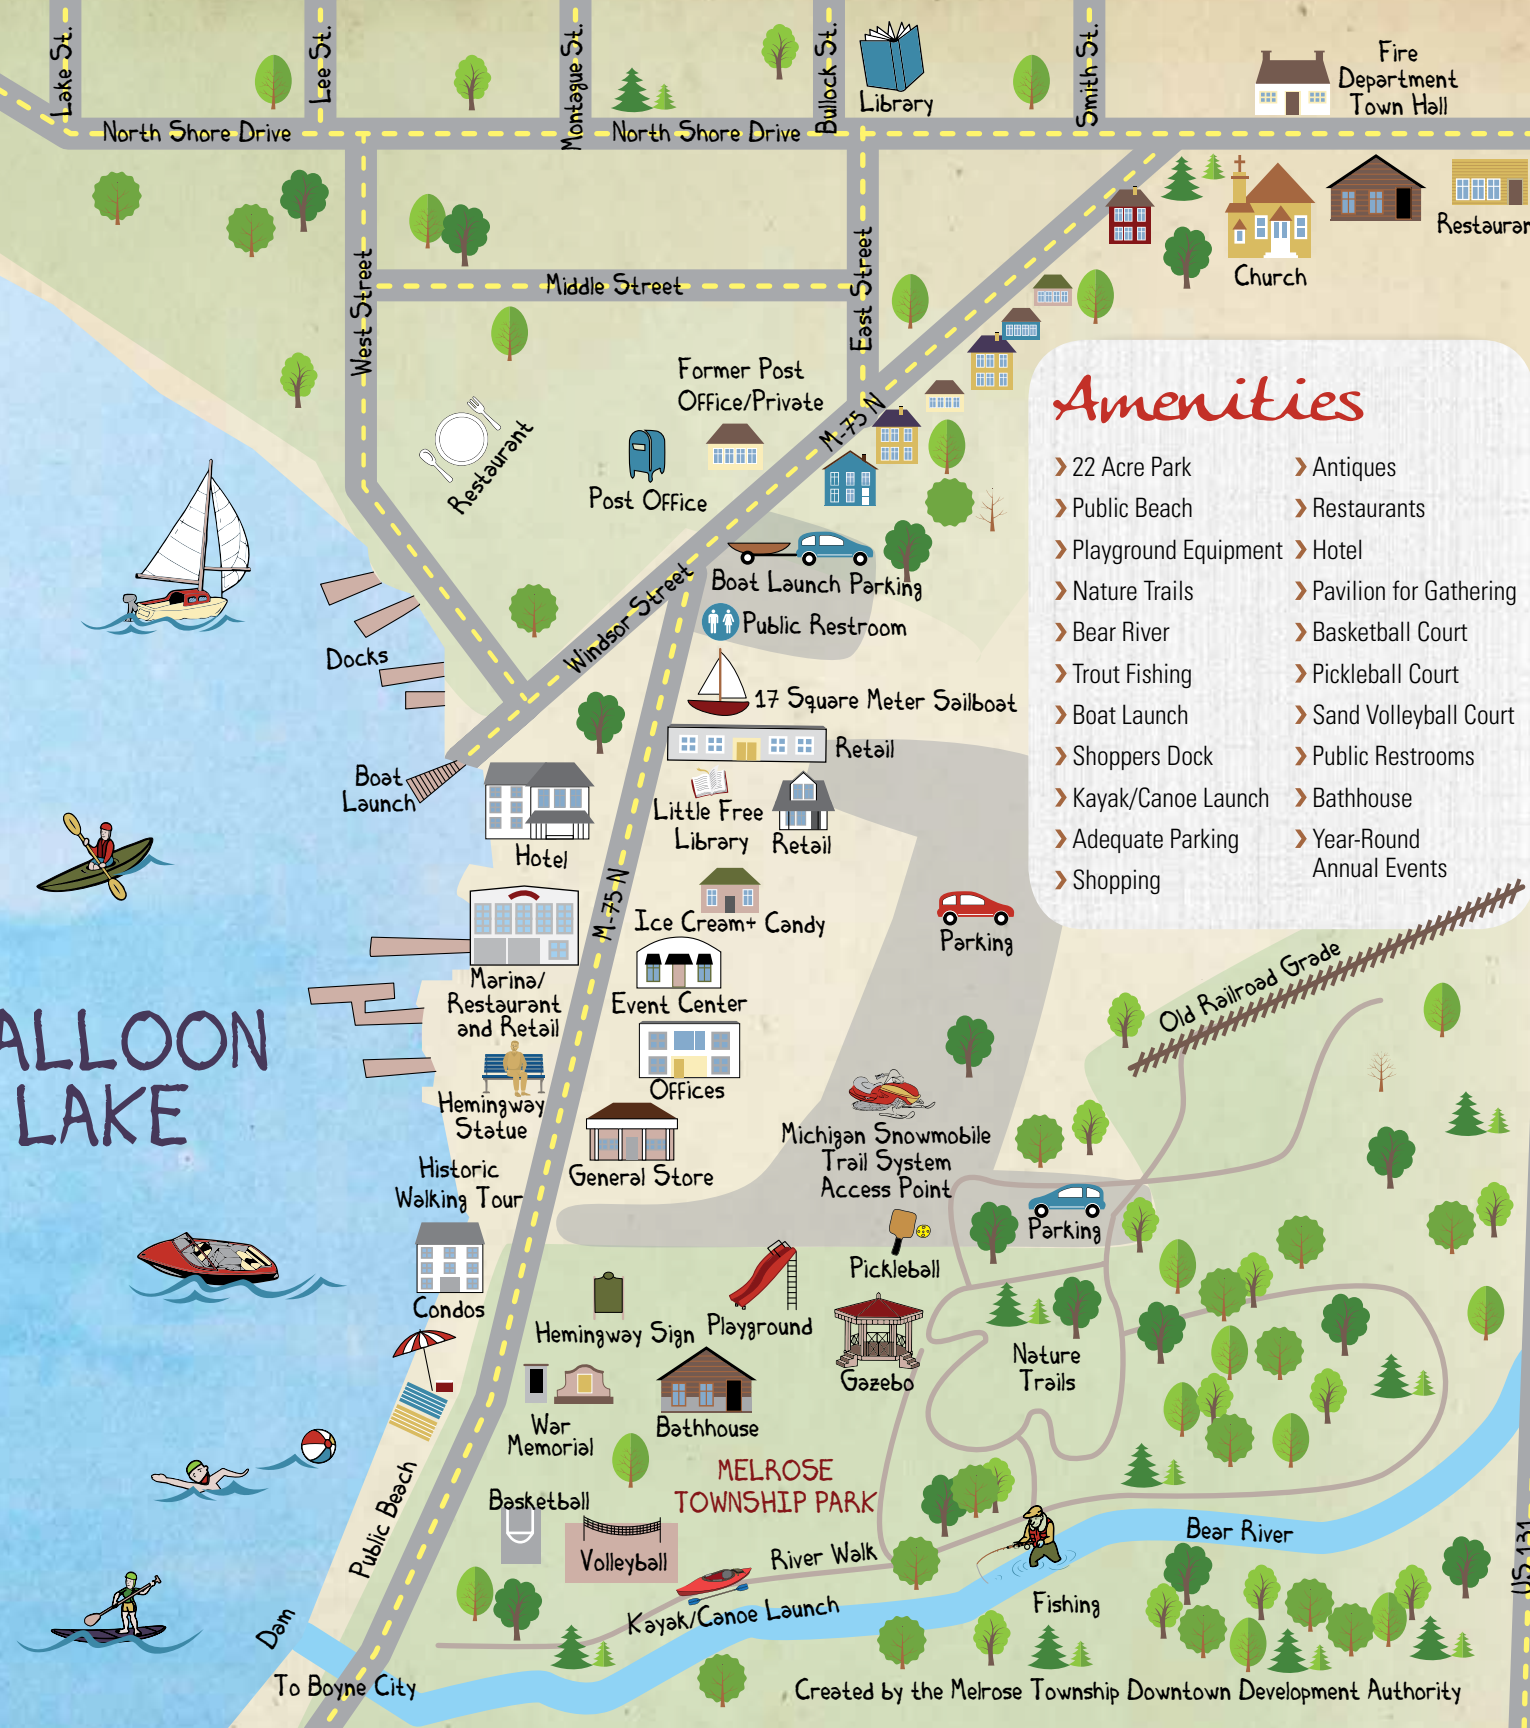 Lake St.
Lee St.
Montague St.
Bullock St.
Smith St.
Library
Fire
Department
Town Hall
North Shore Drive
North Shore Drive
Church
West Street
Middle Street
East Street
Former Post
Office/Private
Restaurant
Post Office
M-75 N
Windsor Street
Boat Launch Parking
Public Restroom
Docks
17 Square Meter Sailboat
Retail
Boat
Launch
Little Free
Library
Retail
Hotel
M-75 N
Ice Cream+ Candy
Parking
Marina/
Restaurant
and Retail
Event Center
Offices
Hemingway
Statue
General Store
Historic
Walking Tour
Michigan Snowmobile
Trail System
Access Point
Parking
Pickleball
Condos
Hemingway Sign
Playground
Gazebo
Nature
Trails
War
Memorial
Bathhouse
MELROSE
TOWNSHIP PARK
Basketball
Volleyball
Public Beach
River Walk
Kayak/Canoe Launch
Bear River
Fishing
Dam
To Boyne City
Created by the Melrose Township Downtown Development Authority
US 131
Old Railroad Grade
ALLOON
LAKE
Amenities
22 Acre Park
Public Beach
Playground Equipment
Nature Trails
Bear River
Trout Fishing
Boat Launch
Shoppers Dock
Kayak/Canoe Launch
Adequate Parking
Shopping
Antiques
Restaurants
Hotel
Pavilion for Gathering
Basketball Court
Pickleball Court
Sand Volleyball Court
Public Restrooms
Bathhouse
Year-Round
Annual Events